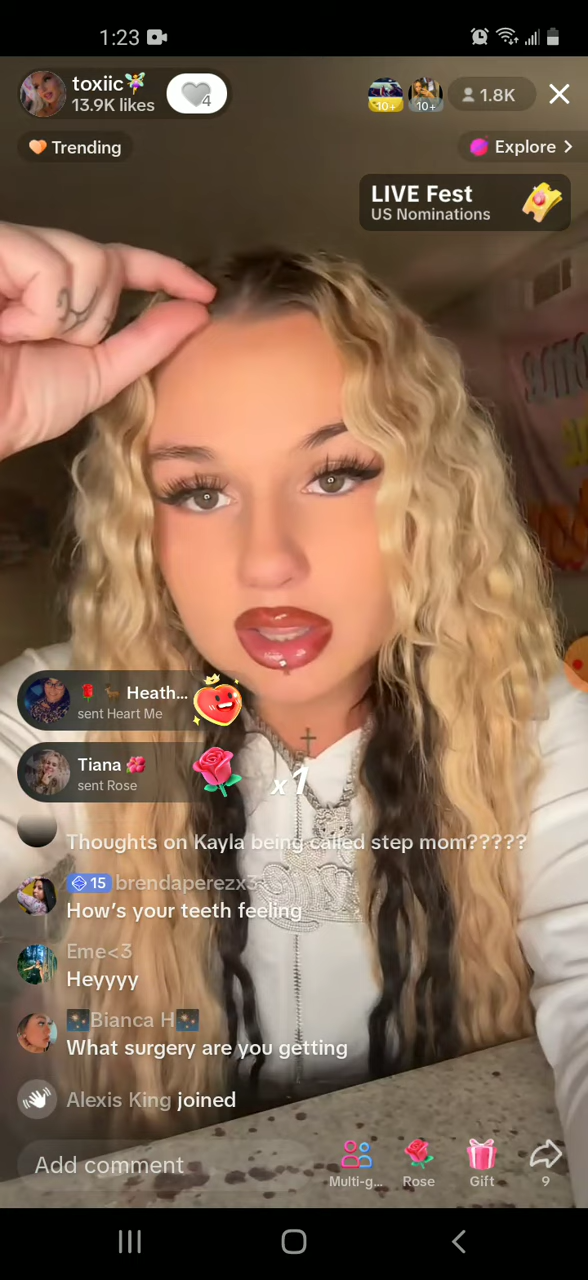 1:23
toxiic🧚🏼‍♀️
13.9K likes
4
10+
10+
1.8K
Trending
Explore
LIVE Fest
US Nominations
🌹 🦌 Heath...
sent Heart Me
Tiana 🌺
sent Rose
x1
Thoughts on Kayla being called step mom?????
15 brendaperezx3
How's your teeth feeling
Eme<3
Heyyyy
🎇Bianca H🎇
What surgery are you getting
Alexis King joined
Add comment
Multi-g...
Rose
Gift
9